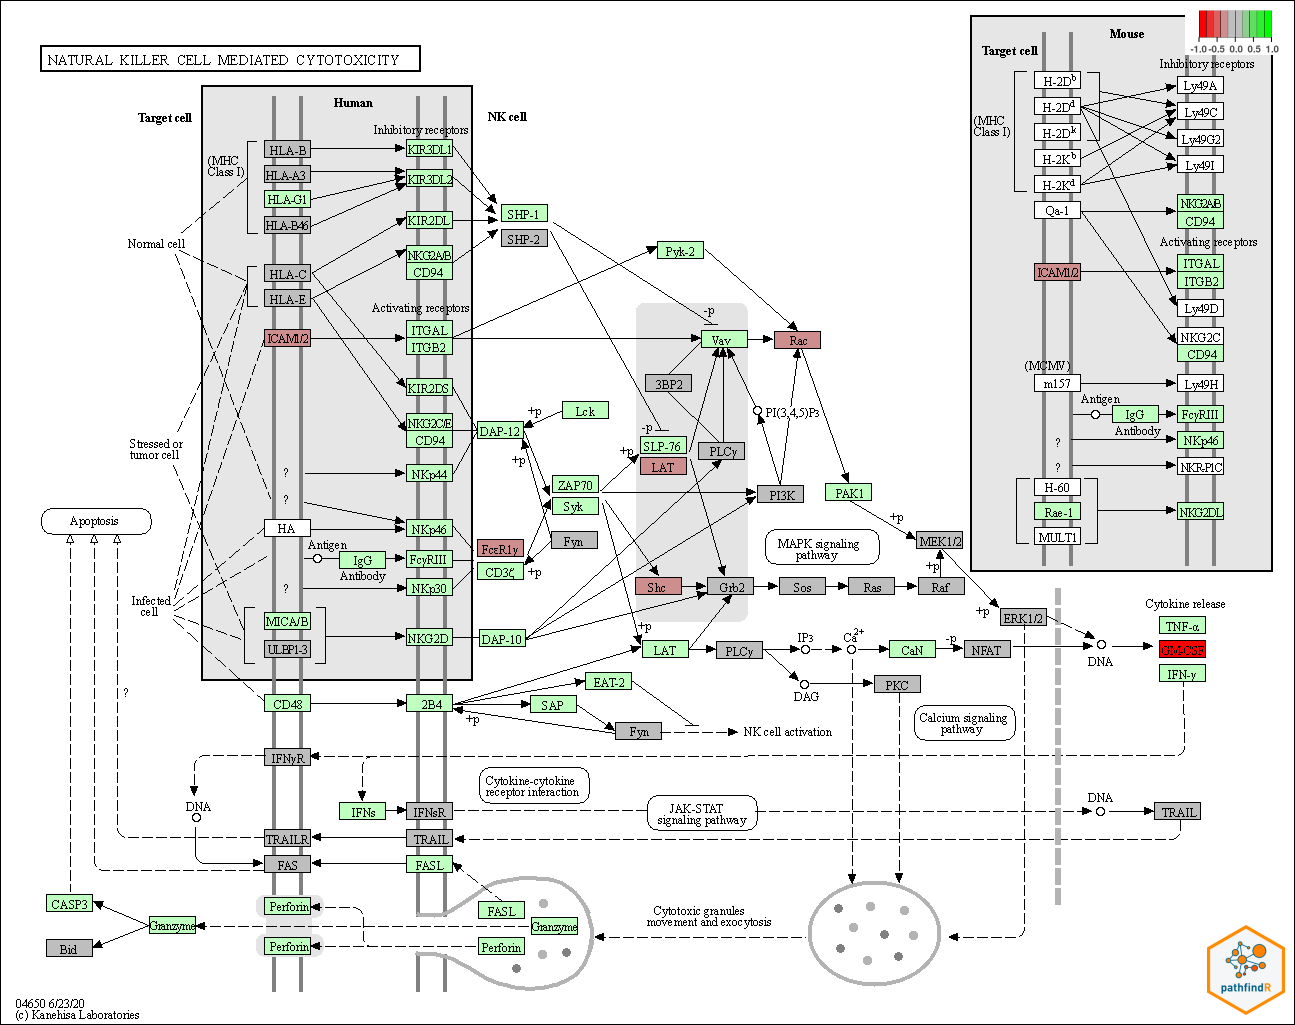 NATURAL KILLER CELL MEDIATED CYTOTOXICITY
-1.0 -0.5 0.0 0.5 1.0
Target cell
Human
NK cell
Inhibitory receptors
(MHC
Class I)
HLA-B
KIR3DL1
HLA-A3
KIR3DL2
HLA-G1
HLA-B46
KIR2DL
SHP-1
SHP-2
Normal cell
NKG2A/B
CD94
HLA-C
HLA-E
Activating receptors
ICAM1/2
ITGAL
ITGB2
Pyk-2
-p
Vav
Rac
3BP2
PI(3,4,5)P3
KIR2DS
NKG2C/E
CD94
DAP-12
+p
Lck
-p
SLP-76
LAT
PLCγ
+p
+p
Stressed or
tumor cell
?
NKp44
ZAP70
Syk
PI3K
PAK1
?
HA
NKp46
Fyn
+p
MEK1/2
Apoptosis
Antigen
IgG
Antibody
FcγRIII
FcεR1γ
CD3ζ
+p
MAPK signaling
pathway
+p
?
NKp30
Shc
Grb2
Sos
Ras
Raf
Infected
cell
MICA/B
ULBP1-3
NKG2D
DAP-10
+p
LAT
PLCγ
IP3
Ca2+
CaN
-p
NFAT
+p
ERK1/2
DNA
DAG
PKC
Cytokine release
TNF-α
GM-CSF
IFN-γ
?
CD48
2B4
+p
EAT-2
SAP
Fyn
NK cell activation
Calcium signaling
pathway
IFNγR
Cytokine-cytokine
receptor interaction
DNA
IFNs
IFNsR
JAK-STAT
signaling pathway
DNA
TRAIL
TRAILR
TRAIL
FAS
FASL
CASP3
Granzyme
Bid
Perforin
Perforin
FASL
Granzyme
Perforin
Cytotoxic granules
movement and exocytosis
Mouse
Target cell
Inhibitory receptors
(MHC
Class I)
H-2Db
H-2Dd
H-2Dk
H-2Kb
H-2Kd
Ly49A
Ly49C
Ly49G2
Ly49I
Qa-1
NKG2A/B
CD94
Activating receptors
ICAM1/2
ITGAL
ITGB2
Ly49D
NKG2C
CD94
(MCMV)
m157
Ly49H
Antigen
IgG
Antibody
FcγRIII
?
NKp46
?
NKR-P1C
H-60
Rae-1
MULT1
NKG2DL
04650 6/23/20
(c) Kanehisa Laboratories
pathfindR